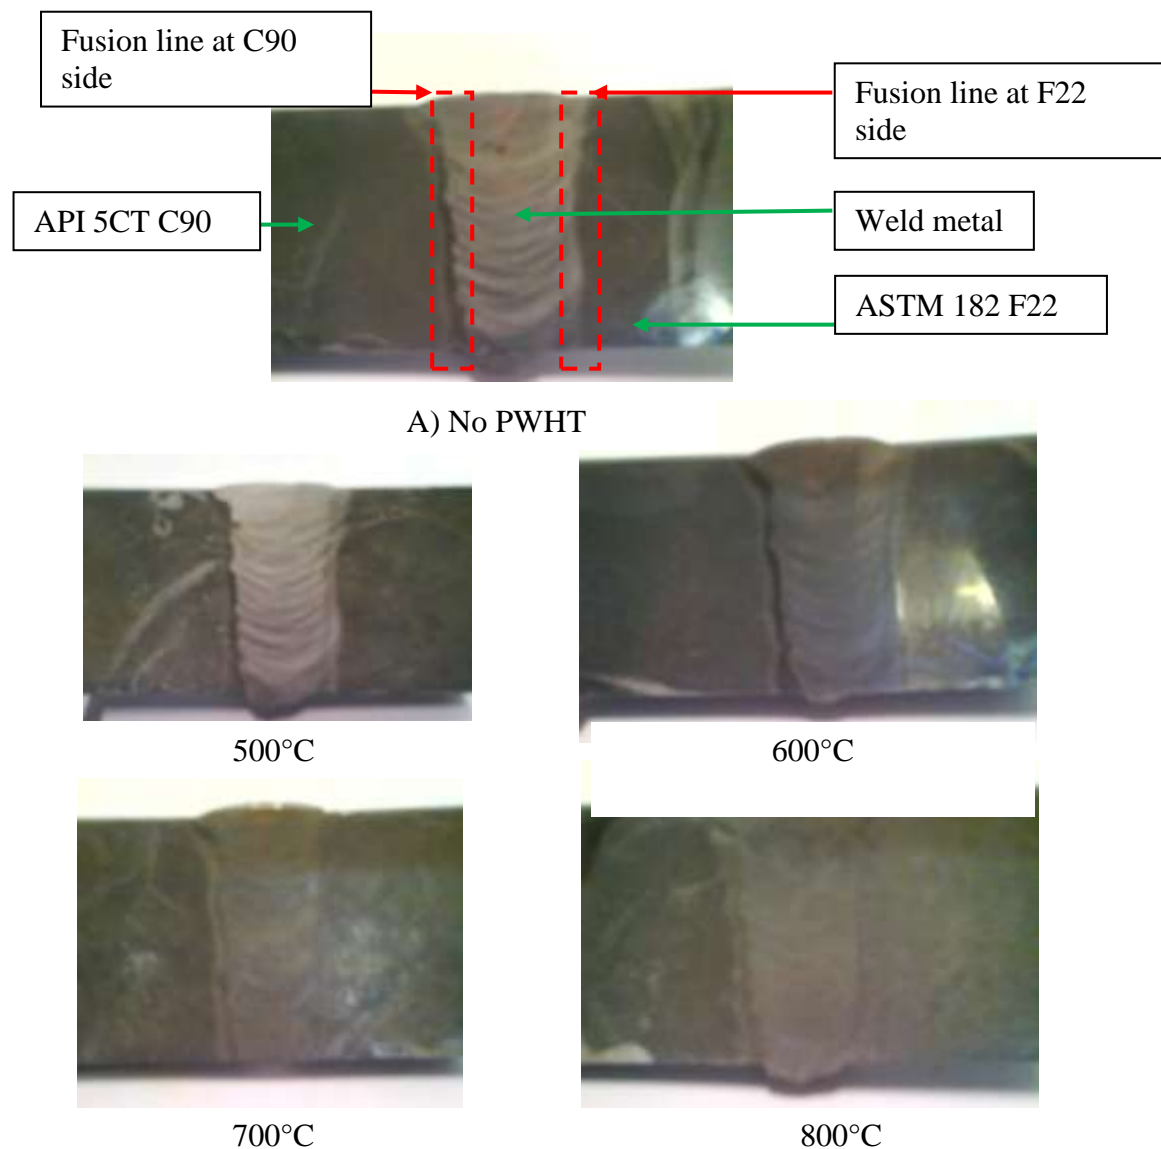 Fusion line at C90
side
Fusion line at F22
side
API 5CT C90
Weld metal
ASTM 182 F22
A) No PWHT
500°C
600°C
700°C
800°C